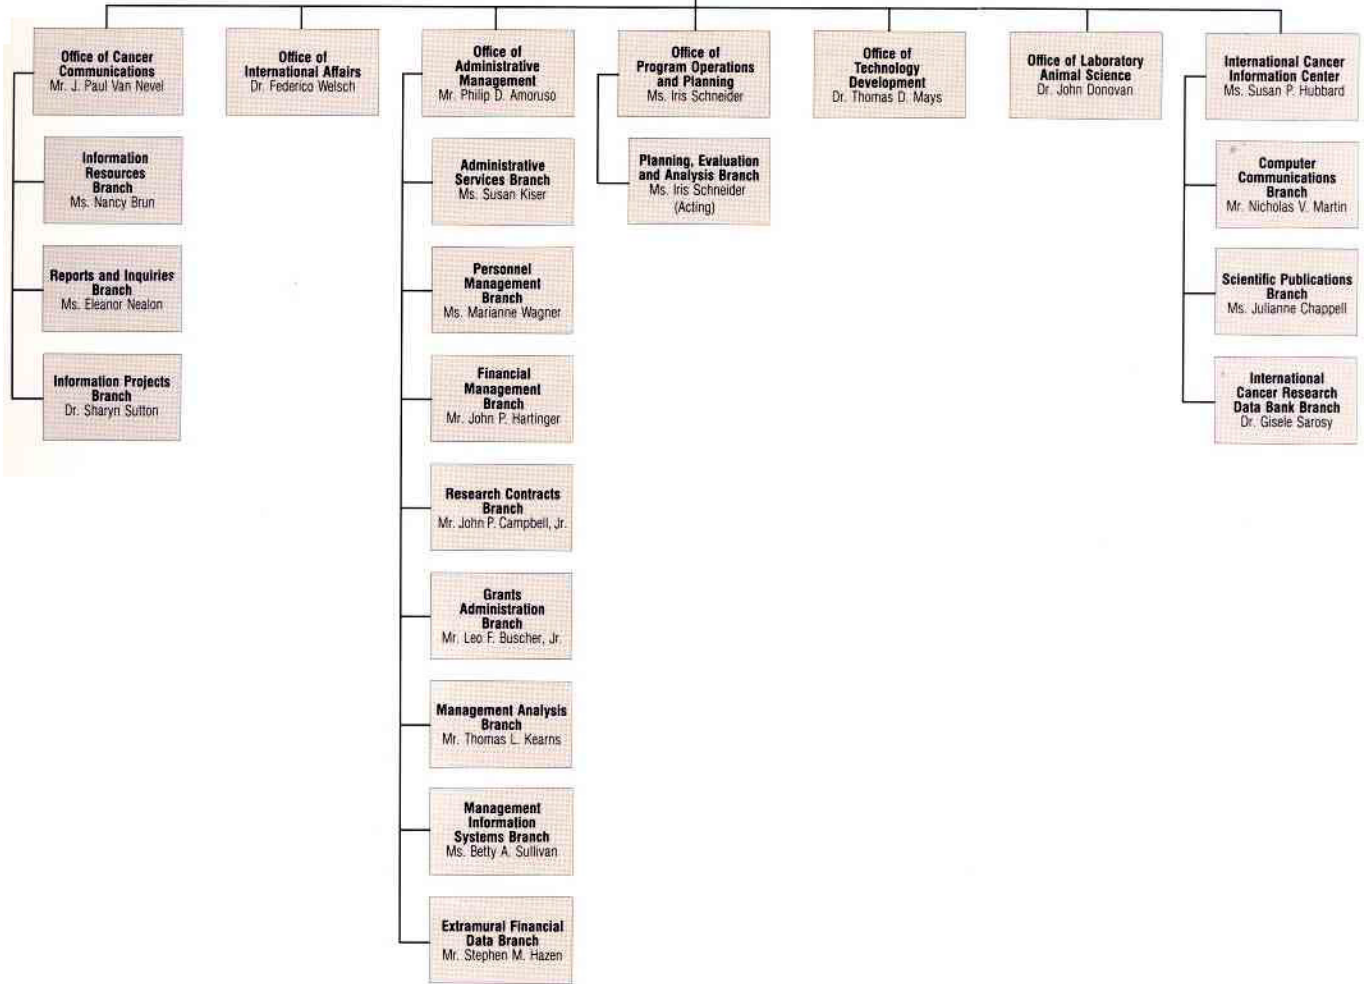 Office of Cancer
Communications
Mr. J. Paul Van Nevel
Information
Resources
Branch
Ms. Nancy Brun
Reports and Inquiries
Branch
Ms. Eleanor Nealon
Information Projects
Branch
Dr. Sharyn Sutton
Office of
International Affairs
Dr. Federico Welsch
Office of
Administrative
Management
Mr. Philip D. Amoruso
Administrative
Services Branch
Ms. Susan Kiser
Personnel
Management
Branch
Ms. Marianne Wagner
Financial
Management
Branch
Mr. John P. Hartinger
Research Contracts
Branch
Mr. John P. Campbell, Jr.
Grants
Administration
Branch
Mr. Leo F. Buscher, Jr.
Management Analysis
Branch
Mr. Thomas L. Kearns
Management
Information
Systems Branch
Ms. Betty A. Sullivan
Extramural Financial
Data Branch
Mr. Stephen M. Hazen
Office of
Program Operations
and Planning
Ms. Iris Schneider
Planning, Evaluation
and Analysis Branch
Ms. Iris Schneider
(Acting)
Office of
Technology
Development
Dr. Thomas D. Mays
Office of Laboratory
Animal Science
Dr. John Donovan
International Cancer
Information Center
Ms. Susan P. Hubbard
Computer
Communications
Branch
Mr. Nicholas V. Martin
Scientific Publications
Branch
Ms. Julianne Chappell
International
Cancer Research
Data Bank Branch
Dr. Gisele Sarosy